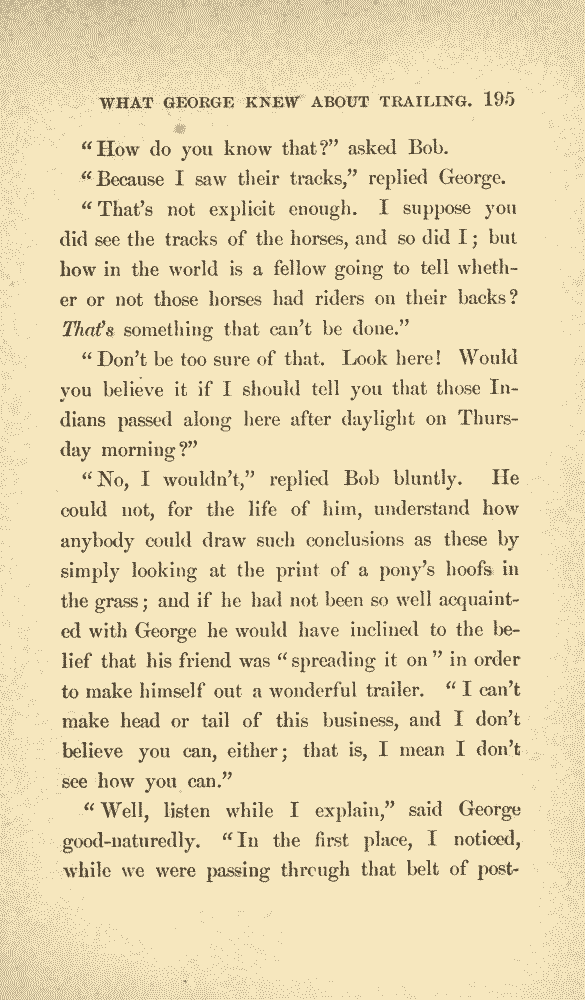 WHAT GEORGE KNEW ABOUT TRAILING. 195
“How do you know that?” asked Bob.
“Because I saw their tracks,” replied George.
“That’s not explicit enough. I suppose you
did see the tracks of the horses, and so did I; but
how in the world is a fellow going to tell wheth-
er or not those horses had riders on their backs?
That’s something that can’t be done.”
“Don’t be too sure of that. Look here! Would
you believe it if I should tell you that those In-
dians passed along here after daylight on Thurs-
day morning?”
“No, I wouldn’t,” replied Bob bluntly. He
could not, for the life of him, understand how
anybody could draw such conclusions as these by
simply looking at the print of a pony’s hoofs in
the grass; and if he had not been so well acquaint-
ed with George he would have inclined to the be-
lief that his friend was “spreading it on” in order
to make himself out a wonderful trailer. “I can’t
make head or tail of this business, and I don’t
believe you can, either; that is, I mean I don’t
see how you can.”
“Well, listen while I explain,” said George
good-naturedly. “In the first place, I noticed,
while we were passing through that belt of post-